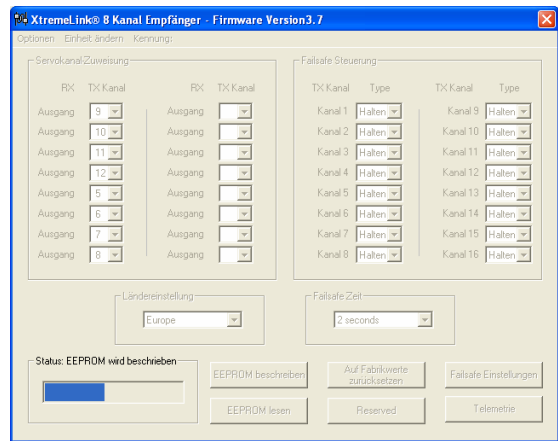 XtremeLink® 8 Kanal Empfänger - Firmware Version3.7
Optionen Einheit ändern Kennung:
Servokanal-Zuweisung
RX TX Kanal RX TX Kanal
Ausgang 9 Ausgang
Ausgang 10 Ausgang
Ausgang 11 Ausgang
Ausgang 12 Ausgang
Ausgang 5 Ausgang
Ausgang 6 Ausgang
Ausgang 7 Ausgang
Ausgang 8 Ausgang
Failsafe Steuerung
TX Kanal Type TX Kanal Type
Kanal 1 Halten Kanal 9 Halten
Kanal 2 Halten Kanal 10 Halten
Kanal 3 Halten Kanal 11 Halten
Kanal 4 Halten Kanal 12 Halten
Kanal 5 Halten Kanal 13 Halten
Kanal 6 Halten Kanal 14 Halten
Kanal 7 Halten Kanal 15 Halten
Kanal 8 Halten Kanal 16 Halten
Ländereinstellung
Europe
Failsafe Zeit
2 seconds
Status: EEPROM wird beschrieben
EEPROM beschreiben
Auf Fabrikwerte
zurücksetzen
Failsafe Einstellungen
EEPROM lesen
Reserved
Telemetrie